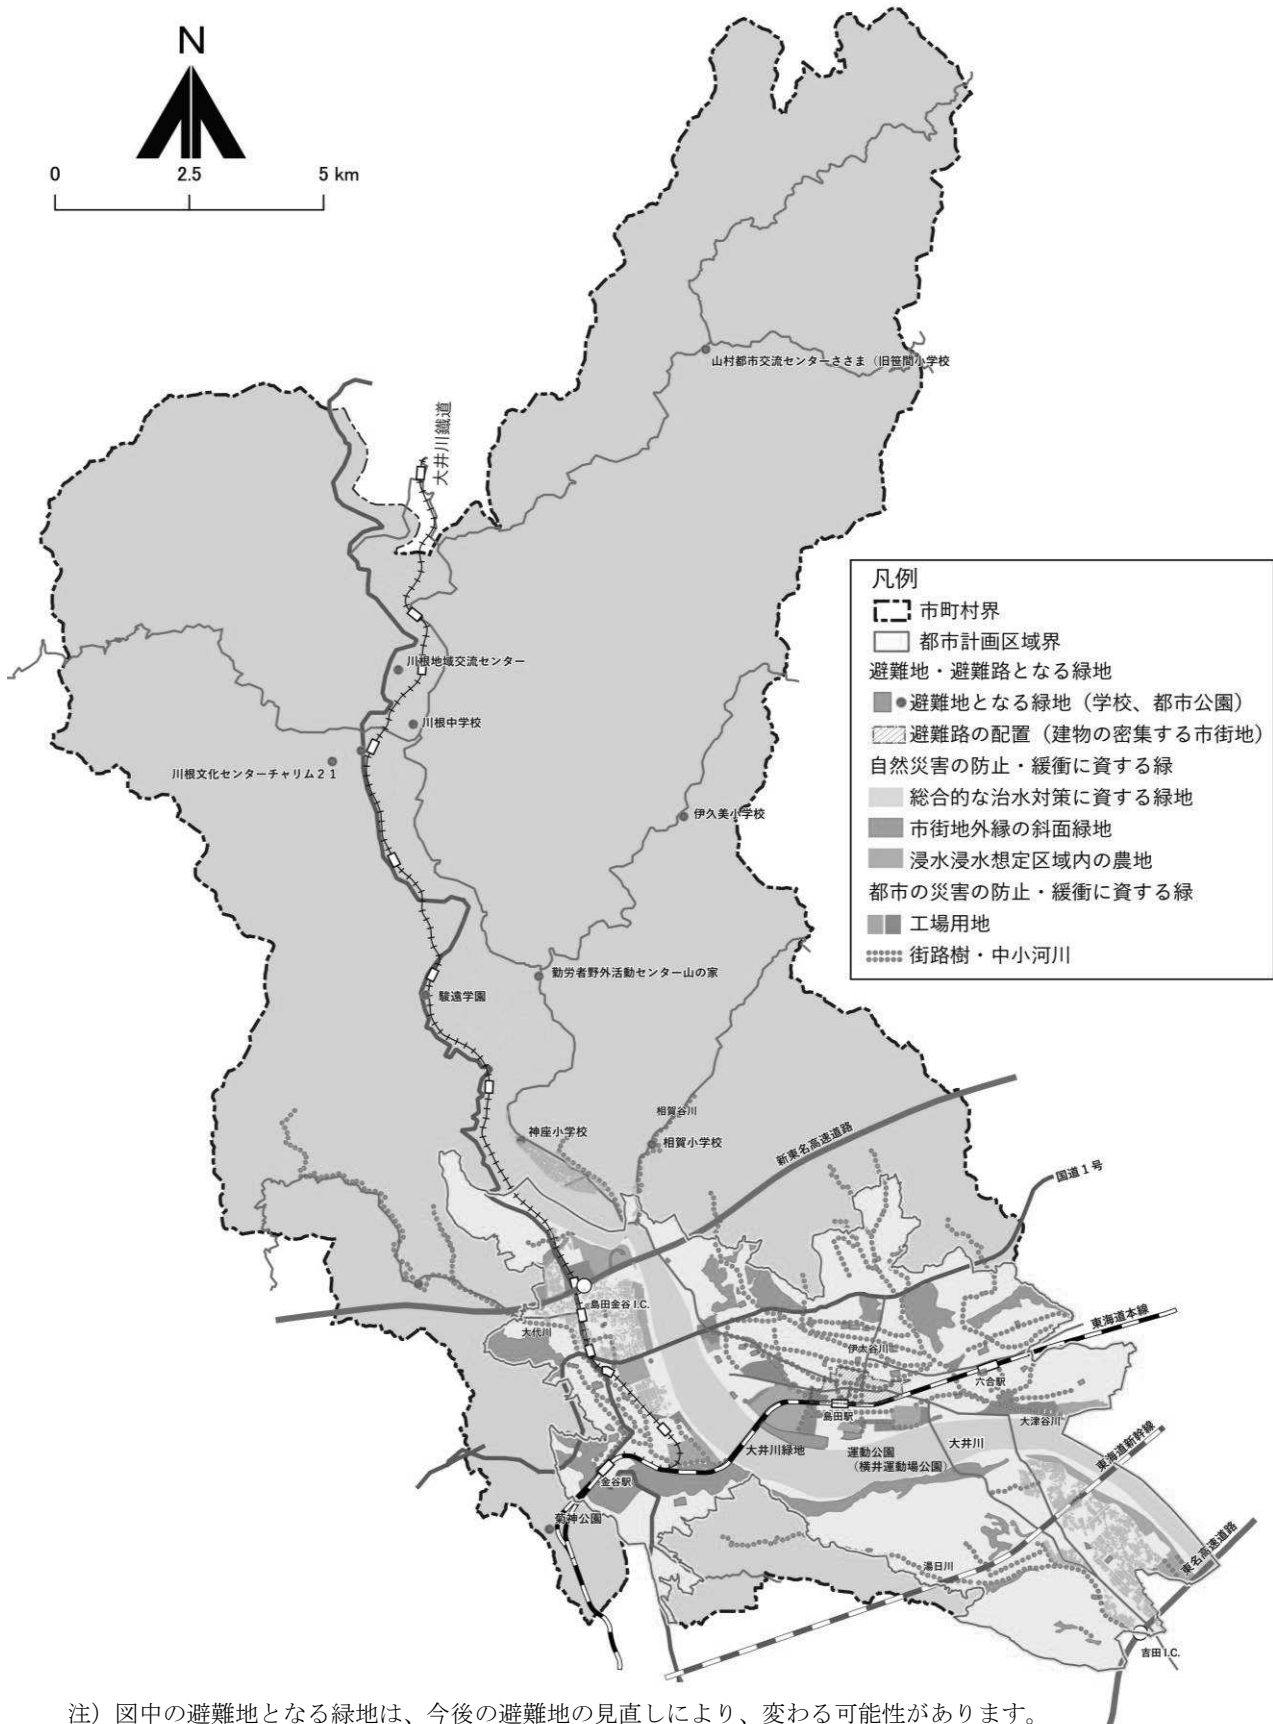 N
0 2.5 5 km
山村都市交流センターささま（旧笹間小学校
大井川鐵道
凡例
市町村界
都市計画区域界
避難地・避難路となる緑地
避難地となる緑地（学校、都市公園）
避難路の配置（建物の密集する市街地）
自然災害の防止・緩衝に資する緑
総合的な治水対策に資する緑地
市街地外縁の斜面緑地
浸水浸水想定区域内の農地
都市の災害の防止・緩衝に資する緑
工場用地
街路樹・中小河川
川根地域交流センター
川根中学校
川根文化センターチャリム２１
伊久美小学校
勤労者野外活動センター山の家
駿遠学園
相賀谷川
神座小学校
相賀小学校
新東名高速道路
国道１号
島田金谷 I.C.
大代川
伊太谷川
東海道本線
六合駅
島田駅
大津谷川
大井川緑地
運動公園
（横井運動場公園）
大井川
東海道新幹線
金谷駅
菊神公園
湯日川
東名高速道路
吉田 I.C.
注）図中の避難地となる緑地は、今後の避難地の見直しにより、変わる可能性があります。